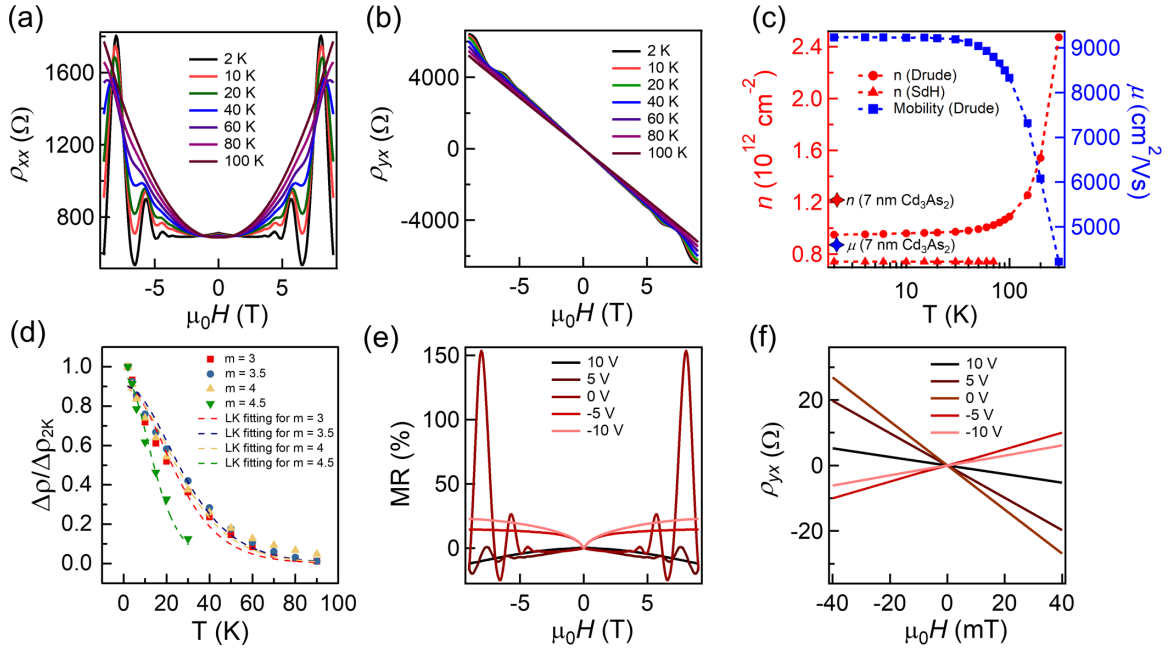 (a)
ρxx (Ω)
1600
1200
800
2 K
10 K
20 K
40 K
60 K
80 K
100 K
-5
0
5
μ0H (T)
(b)
ρyx (Ω)
4000
0
−4000
2 K
10 K
20 K
40 K
60 K
80 K
100 K
-5
0
5
μ0H (T)
(c)
n (10^12 cm^-2)
2.4
2.0
1.6
1.2
0.8
n (Drude)
n (SdH)
Mobility (Drude)
n (7 nm Cd3As2)
μ (7 nm Cd3As2)
9000
8000
7000
6000
5000
μ (cm^2/Vs)
10
100
T (K)
(d)
Δρ/Δρ2K
1.0
0.8
0.6
0.4
0.2
0.0
m = 3
m = 3.5
m = 4
m = 4.5
LK fitting for m = 3
LK fitting for m = 3.5
LK fitting for m = 4
LK fitting for m = 4.5
0
20
40
60
80
100
T (K)
(e)
MR (%)
150
100
50
0
10 V
5 V
0 V
-5 V
-10 V
-5
0
5
μ0H (T)
(f)
ρyx (Ω)
20
0
-20
10 V
5 V
0 V
-5 V
-10 V
-40
-20
0
20
40
μ0H (mT)